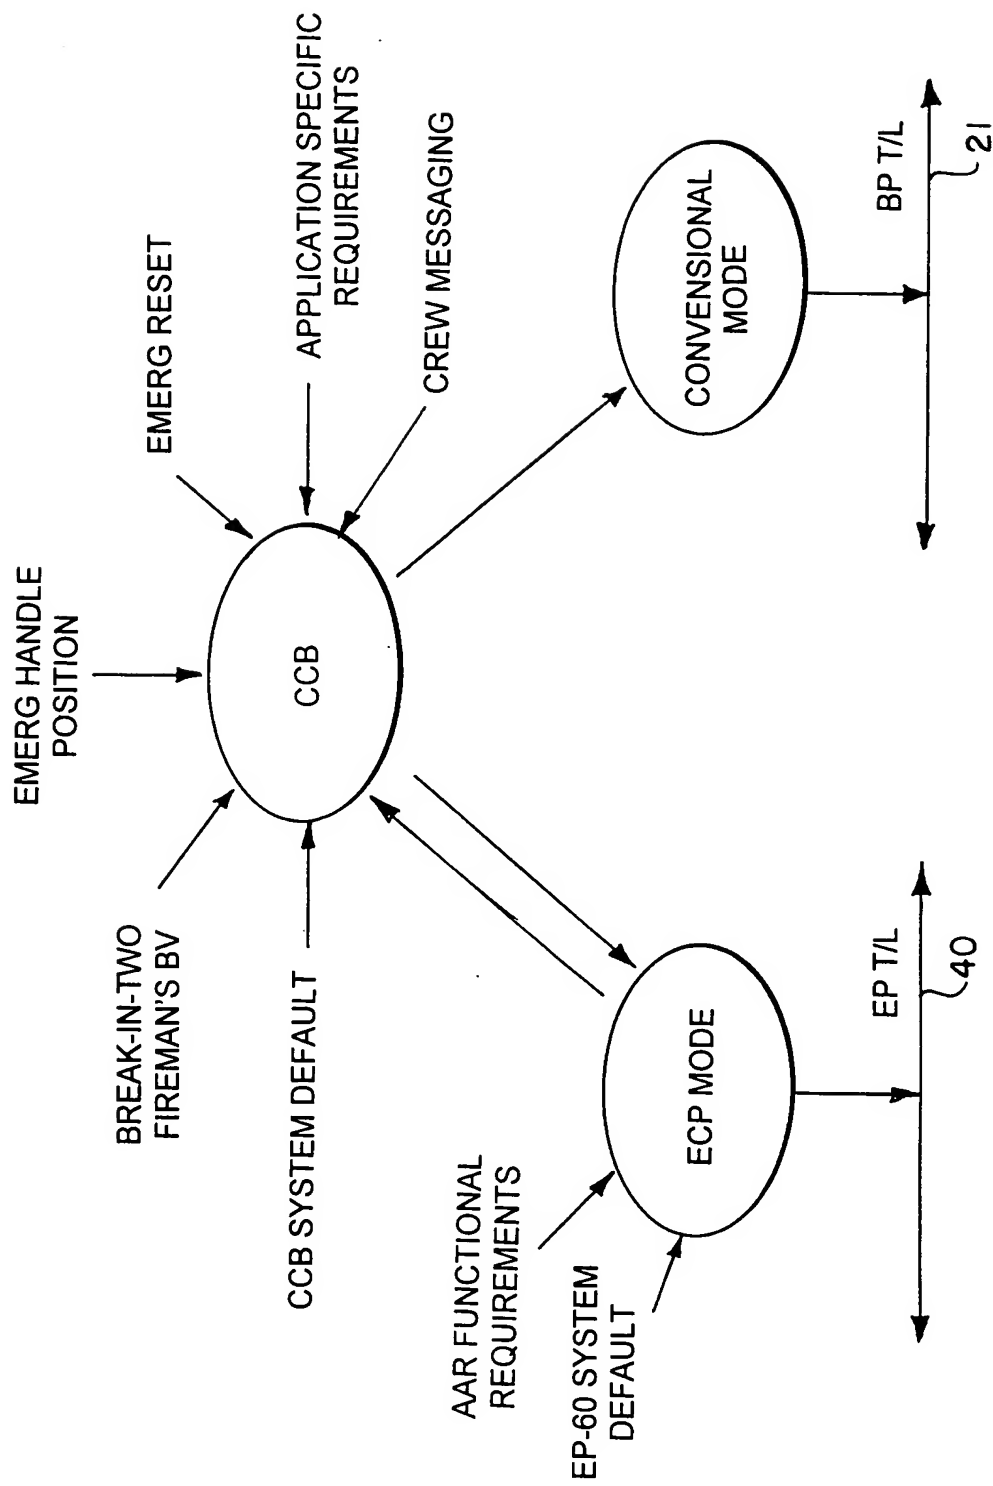 EMERG HANDLE
POSITION
BREAK-IN-TWO
FIREMAN'S BV
EMERG RESET
CCB SYSTEM DEFAULT
CCB
APPLICATION SPECIFIC
REQUIREMENTS
CREW MESSAGING
AAR FUNCTIONAL
REQUIREMENTS
EP-60 SYSTEM
DEFAULT
ECP MODE
CONVENSIONAL
MODE
EP T/L
40
BP T/L
21